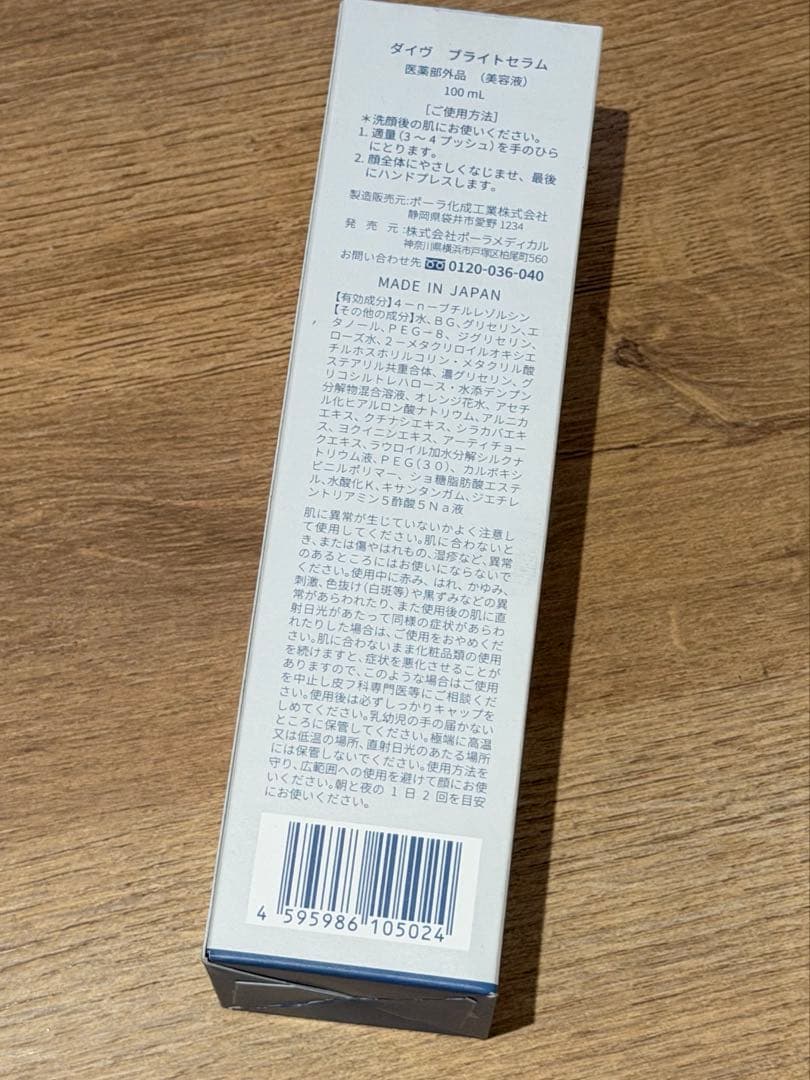 ダイヴ　ブライトセラム
医薬部外品　（美容液）
100 mL
［ご使用方法］
＊洗顔後の肌にお使いください。
1. 適量（3～4プッシュ）を手のひら
にとります。
2. 顔全体にやさしくなじませ、最後
にハンドプレスします。
製造販売元：ポーラ化成工業株式会社
静岡県袋井市愛野 1234
発　売　元：株式会社ポーラメディカル
神奈川県横浜市戸塚区柏尾町560
お問い合わせ先 0120-036-040
MADE IN JAPAN
【有効成分】4－n－ブチルレゾルシン
【その他の成分】水、BG、グリセリン、エ
タノール、PEG－8、ジグリセリン、
ローズ水、2－メタクリロイルオキシエ
チルホスホリルコリン・メタクリル酸
ステアリル共重合体、濃グリセリン、グ
リコシルトレハロース・水添デンプン
分解物混合溶液、オレンジ花水、アセチ
ル化ヒアルロン酸ナトリウム、アルニカ
エキス、クチナシエキス、シラカバエキ
ス、ヨクイニンエキス、アーティチョー
クエキス、ラウロイル加水分解シルクナ
トリウム液、PEG（30）、カルボキシ
ビニルポリマー、ショ糖脂肪酸エステ
ル、水酸化K、キサンタンガム、ジエチレ
ントリアミン5酢酸5Na液
肌に異常が生じていないかよく注意し
て使用してください。肌に合わないと
き、または傷やはれもの、湿疹など、異常
のあるところにはお使いにならないで
ください。使用中に赤み、はれ、かゆみ、
刺激、色抜け（白斑等）や黒ずみなどの異
常があらわれたり、また使用後の肌に直
射日光があたって同様の症状があらわ
れたりした場合は、ご使用をおやめくだ
さい。肌に合わないまま化粧品類の使用
を続けますと、症状を悪化させることが
ありますので、このような場合はご使用
を中止し皮フ科専門医等にご相談くだ
さい。使用後は必ずしっかりキャップを
しめてください。乳幼児の手の届かない
ところに保管してください。極端に高温
又は低温の場所、直射日光のあたる場所
には保管しないでください。使用方法を
守り、広範囲への使用を避けて顔にお使
いください。朝と夜の 1 日 2 回を目安
にお使いください。
4 595986 105024